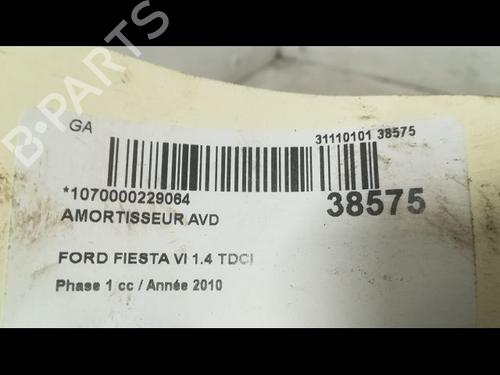 GA
31110101 38575
*1070000229064
38575
AMORTISSEUR AVD
FORD FIESTA VI 1.4 TDCI
Phase 1 cc / Année 2010
B-PARTS